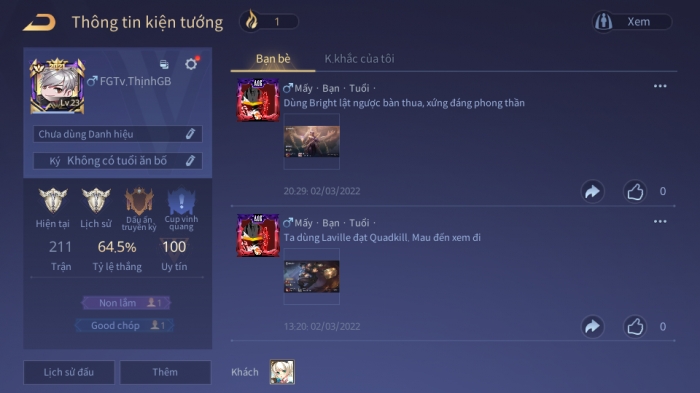 Thông tin kiện tướng
1
Xem
2021
Lv.23
FGTv.ThịnhGB
Chưa dùng Danh hiệu
Ký Không có tuổi ăn bố
Hiện tại
Lịch sử
Dấu ấn truyền kỳ
Cup vinh quang
211
64.5%
100
Trận
Tỷ lệ thắng
Uy tín
Non lắm 1
Good chóp 1
Lịch sử đấu
Thêm
Bạn bè
K.khắc của tôi
AOG
Mấy · Bạn · Tuổi ·
Dùng Bright lật ngược bàn thua, xứng đáng phong thần
20:29: 02/03/2022
0
AOG
Mấy · Bạn · Tuổi ·
Ta dùng Laville đạt Quadkill, Mau đến xem đi
13:20: 02/03/2022
0
Khách